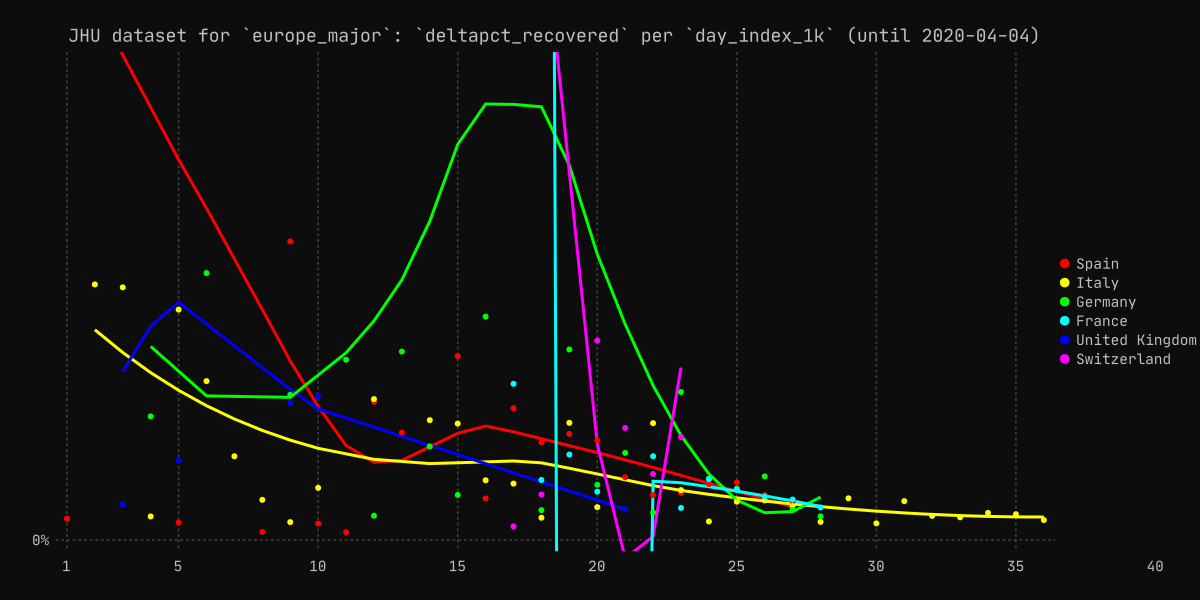 JHU dataset for `europe_major`: `deltapct_recovered` per `day_index_1k` (until 2020-04-04)
Spain
Italy
Germany
France
United Kingdom
Switzerland
0%
1 5 10 15 20 25 30 35 40